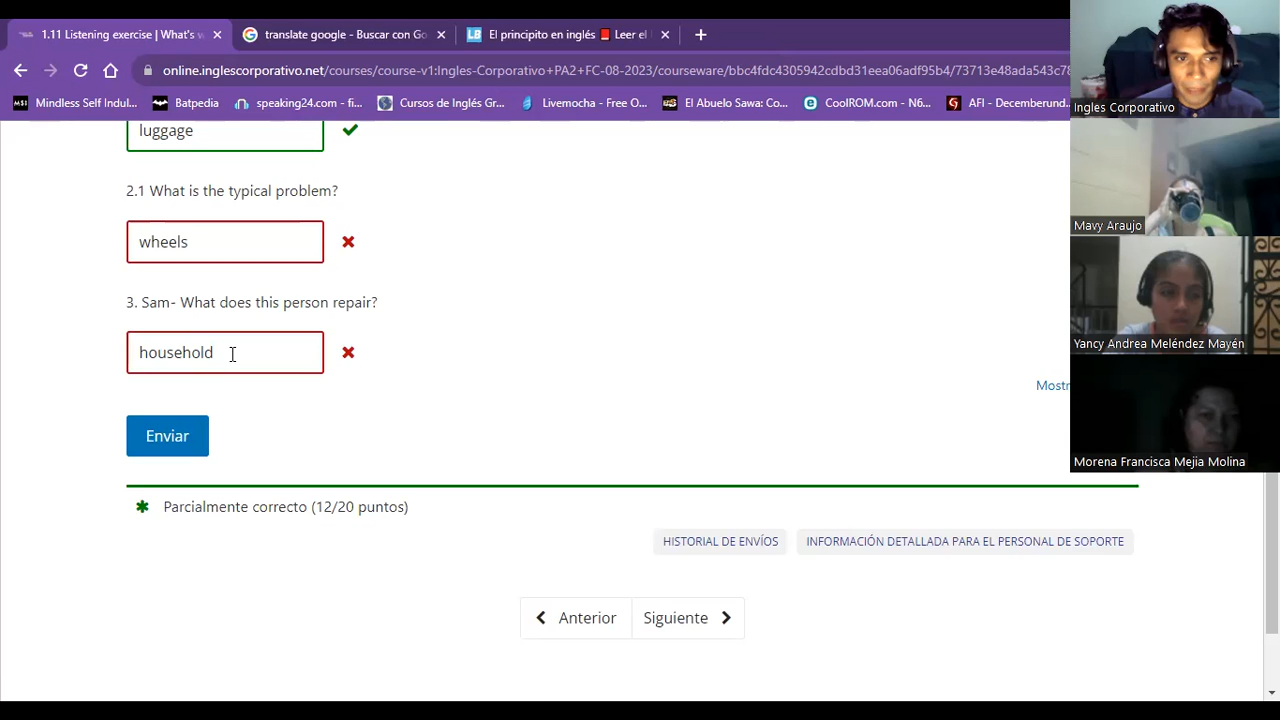 1.11 Listening exercise | What's w
translate google - Buscar con Go
El principito en inglés 📕 Leer el
online.inglescorporativo.net/courses/course-v1:Ingles-Corporativo+PA2+FC-08-2023/courseware/bbc4fdc4305942cdbd31eea06adf95b4/73713e48ada543c78
Mindless Self Indul...
Batpedia
speaking24.com - fi...
Cursos de Inglés Gr...
Livemocha - Free O...
El Abuelo Sawa: Co...
CoolROM.com - N6...
AFI - Decemberund
Ingles Corporativo
luggage
2.1 What is the typical problem?
Mavy Araujo
wheels
3. Sam- What does this person repair?
Yancy Andrea Meléndez Mayén
household
Most
Enviar
Morena Francisca Mejia Molina
Parcialmente correcto (12/20 puntos)
HISTORIAL DE ENVÍOS
INFORMACIÓN DETALLADA PARA EL PERSONAL DE SOPORTE
Anterior
Siguiente